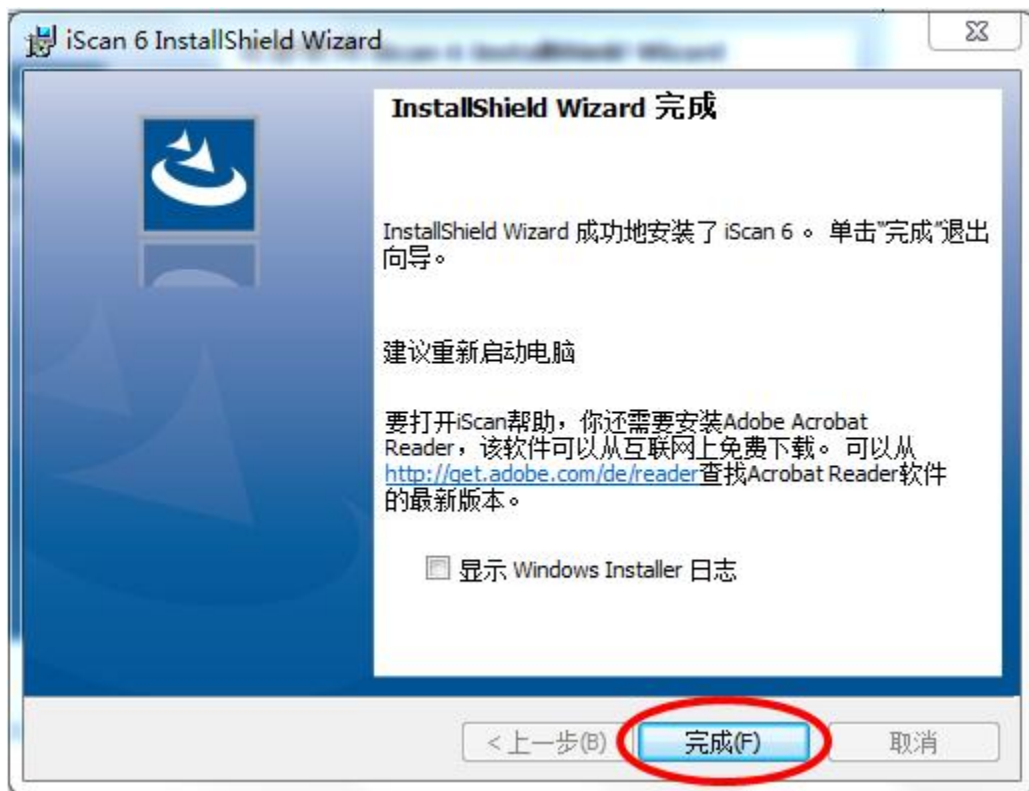 iScan 6 InstallShield Wizard
InstallShield Wizard 完成
InstallShield Wizard 成功地安装了 iScan 6 。 单击"完成"退出
向导。
建议重新启动电脑
要打开iScan帮助，你还需要安装Adobe Acrobat
Reader，该软件可以从互联网上免费下载。 可以从
http://get.adobe.com/de/reader查找Acrobat Reader软件
的最新版本。
显示 Windows Installer 日志
<上一步(B) 完成(F) 取消